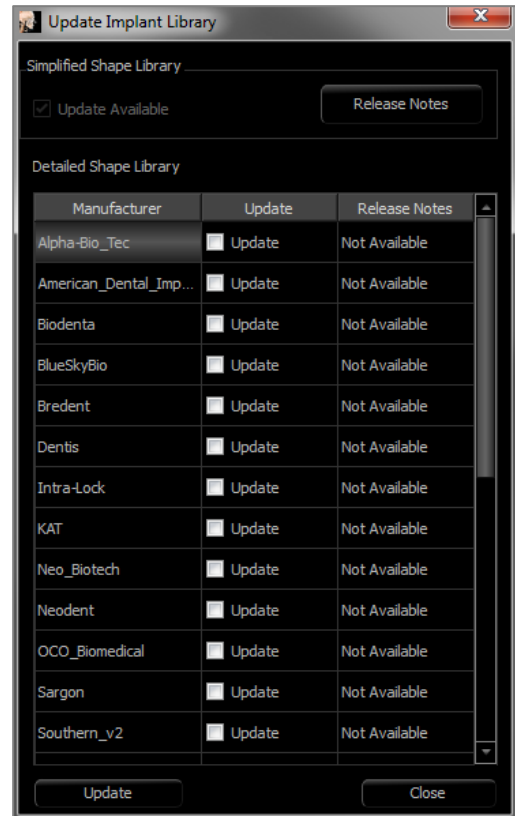 Update Implant Library
Simplified Shape Library
Update Available
Release Notes
Detailed Shape Library
Manufacturer Update Release Notes
Alpha-Bio_Tec Update Not Available
American_Dental_Imp... Update Not Available
Biodenta Update Not Available
BlueSkyBio Update Not Available
Bredent Update Not Available
Dentis Update Not Available
Intra-Lock Update Not Available
KAT Update Not Available
Neo_Biotech Update Not Available
Neodent Update Not Available
OCO_Biomedical Update Not Available
Sargon Update Not Available
Southern_v2 Update Not Available
Update Close